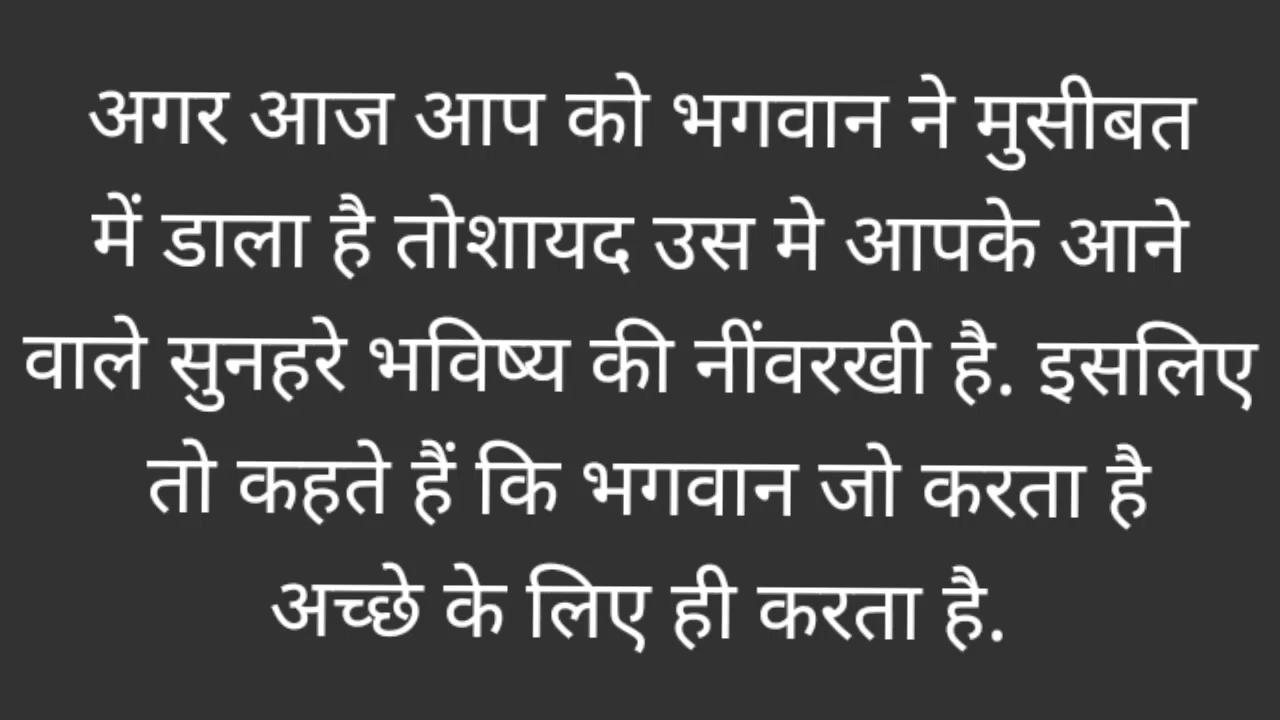 अगर आज आप को भगवान ने मुसीबत
में डाला है तोशायद उस मे आपके आने
वाले सुनहरे भविष्य की नींवरखी है. इसलिए
तो कहते हैं कि भगवान जो करता है
अच्छे के लिए ही करता है.